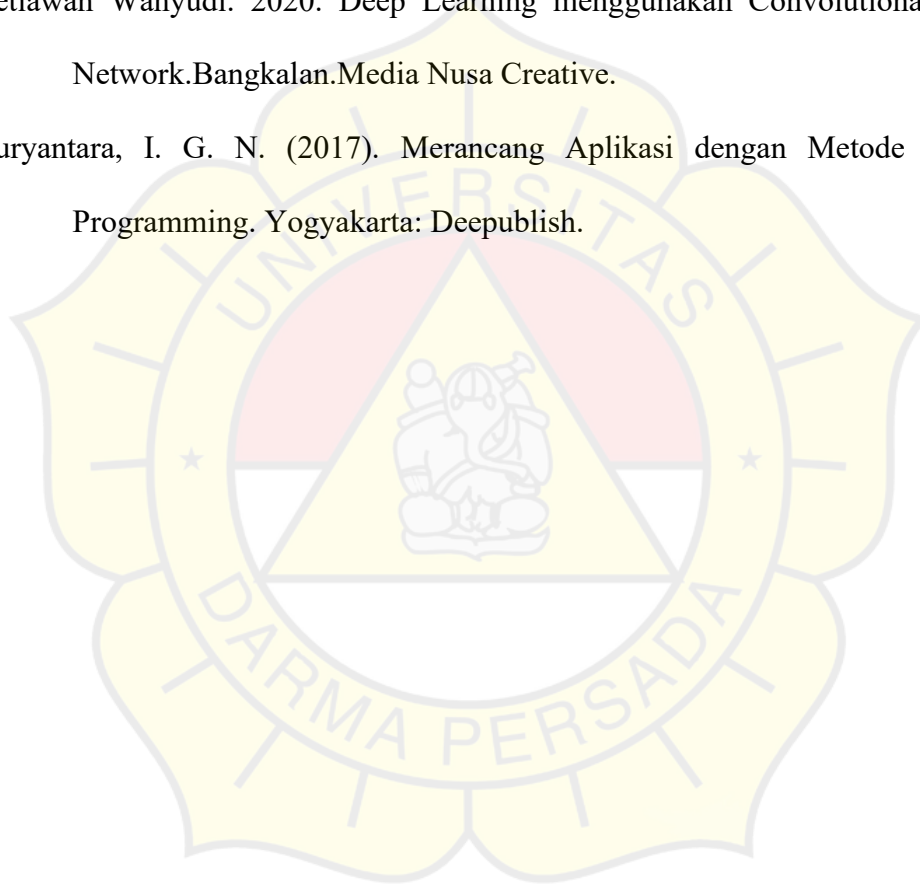 etiawan Wahyudi. 2020. Deep Learning menggunakan Convolutiona
Network.Bangkalan.Media Nusa Creative.
uryantara, I. G. N. (2017). Merancang Aplikasi dengan Metode
Programming. Yogyakarta: Deepublish.
UNIVERSITAS
DARMA PERSADA